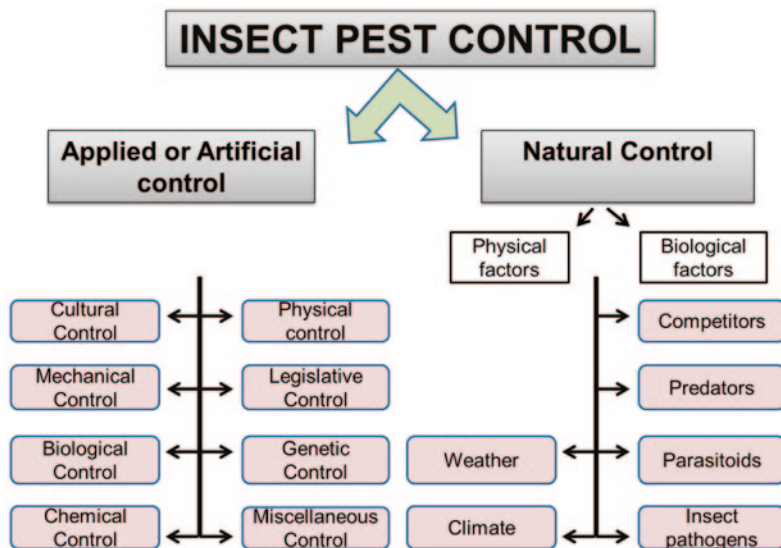 INSECT PEST CONTROL
Applied or Artificial
control
Natural Control
Physical
factors
Biological
factors
Cultural
Control
Physical
control
Competitors
Mechanical
Control
Legislative
Control
Predators
Biological
Control
Genetic
Control
Weather
Parasitoids
Chemical
Control
Miscellaneous
Control
Climate
Insect
pathogens